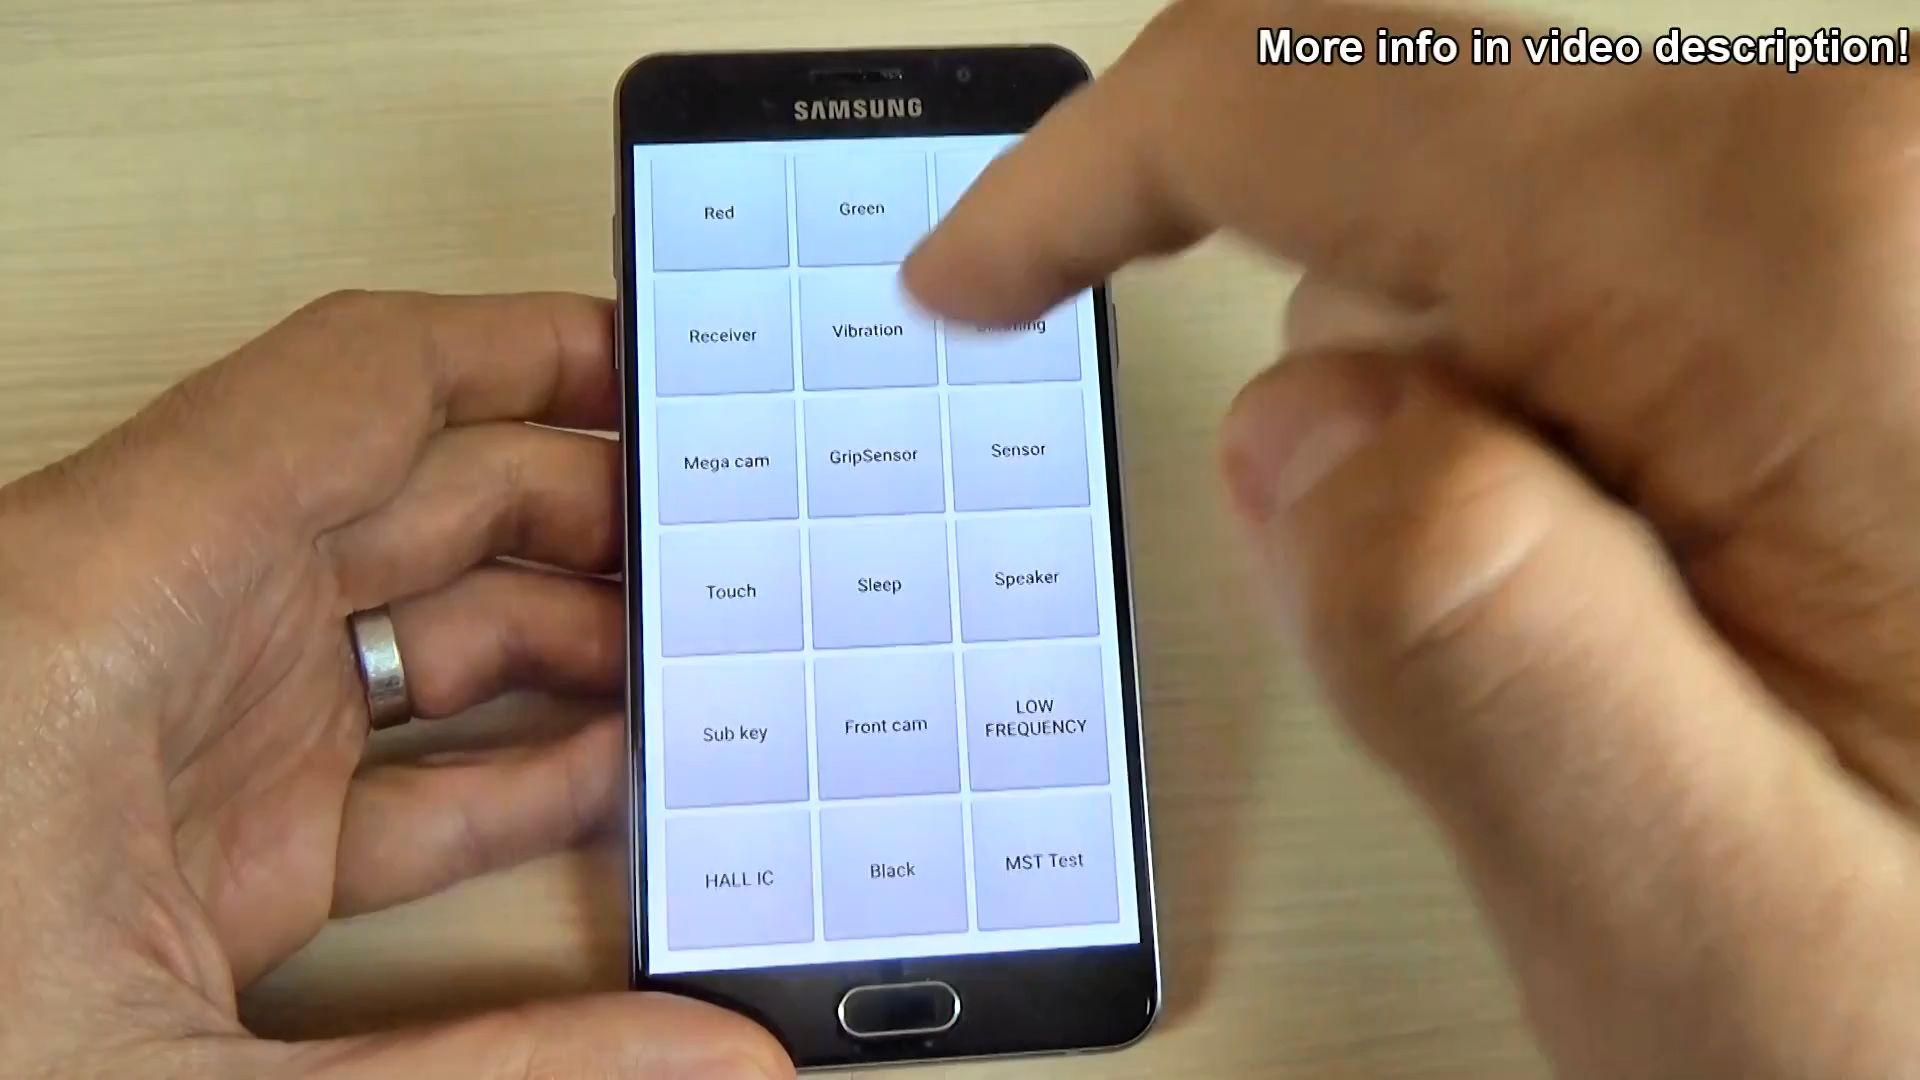 More info in video description!
SAMSUNG
Red
Green
Receiver
Vibration
Mega cam
GripSensor
Sensor
Touch
Sleep
Speaker
Sub key
Front cam
LOW
FREQUENCY
HALL IC
Black
MST Test